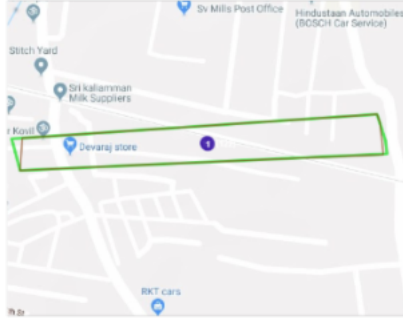 Sv Mills Post Office
Hindustaan Automobiles
(BOSCH Car Service)
Stitch Yard
Sri kaliamman
Milk Suppliers
r Kovil
Devaraj store
1
RKT cars